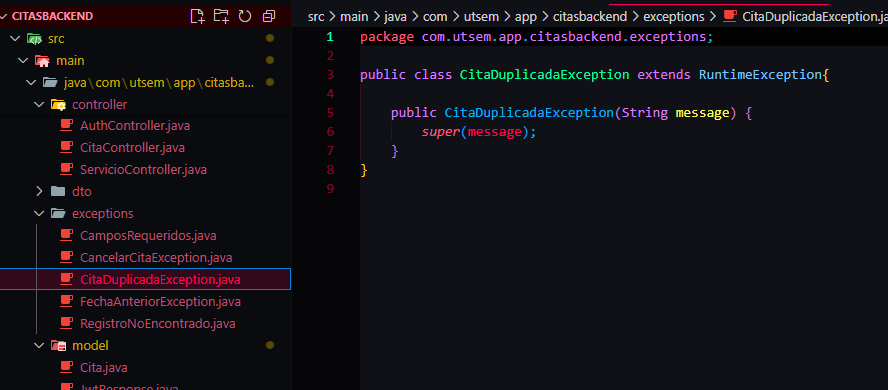 CITASBACKEND
src
main
java\com\utsem\app\citasba...
controller
AuthController.java
CitaController.java
ServicioController.java
dto
exceptions
CamposRequeridos.java
CancelarCitaException.java
CitaDuplicadaException.java
FechaAnteriorException.java
RegistroNoEncontrado.java
model
Cita.java
JwtResponse.java
src > main > java > com > utsem > app > citasbackend > exceptions > CitaDuplicadaException.ja
1 package com.utsem.app.citasbackend.exceptions;
2
3 public class CitaDuplicadaException extends RuntimeException{
4
5 public CitaDuplicadaException(String message) {
6 super(message);
7 }
8 }
9